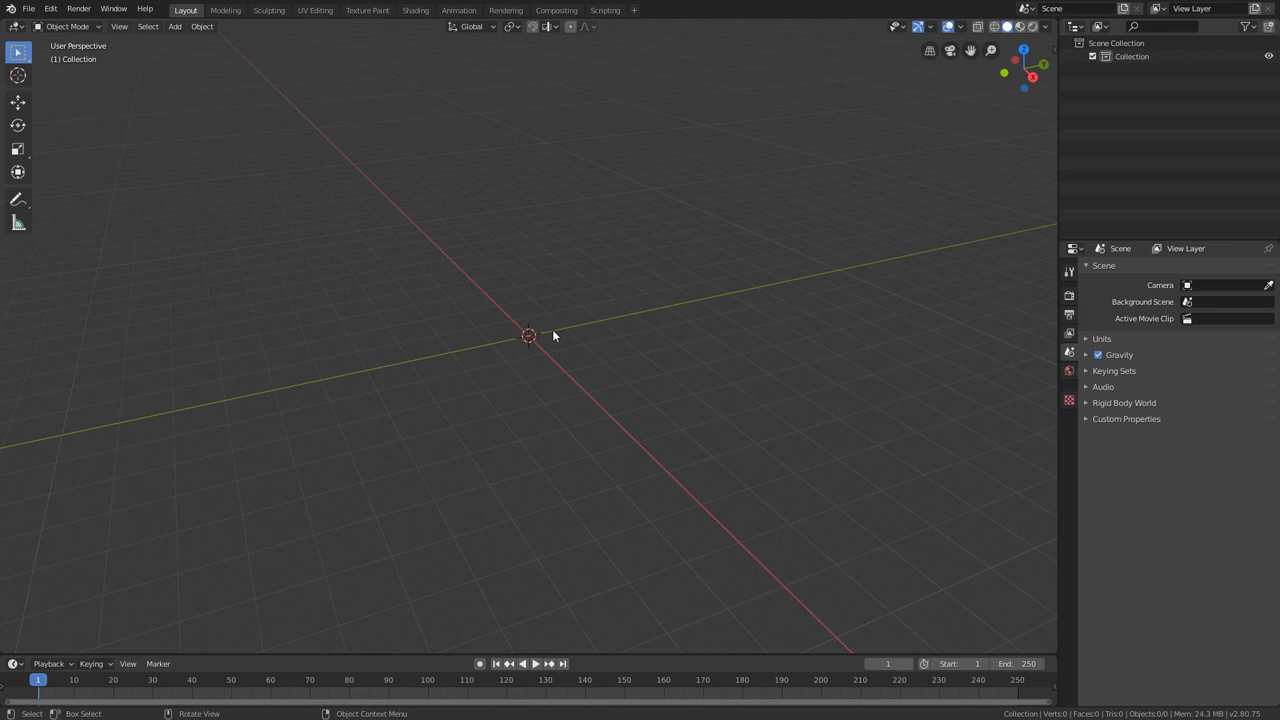 File Edit Render Window Help Layout Modeling Sculpting UV Editing Texture Paint Shading Animation Rendering Compositing Scripting + Scene View Layer
Object Mode View Select Add Object Global
User Perspective
(1) Collection
Z
Y
X
Scene Collection
Collection
Scene View Layer
Scene
Camera
Background Scene
Active Movie Clip
Units
Gravity
Keying Sets
Audio
Rigid Body World
Custom Properties
Playback Keying View Marker 1 Start: 1 End: 250
1 10 20 30 40 50 60 70 80 90 100 110 120 130 140 150 160 170 180 190 200 210 220 230 240 250
Select Box Select Rotate View Object Context Menu Collection | Verts:0 | Faces:0 | Tris:0 | Objects:0/0 | Mem: 24.3 MB | v2.80.75